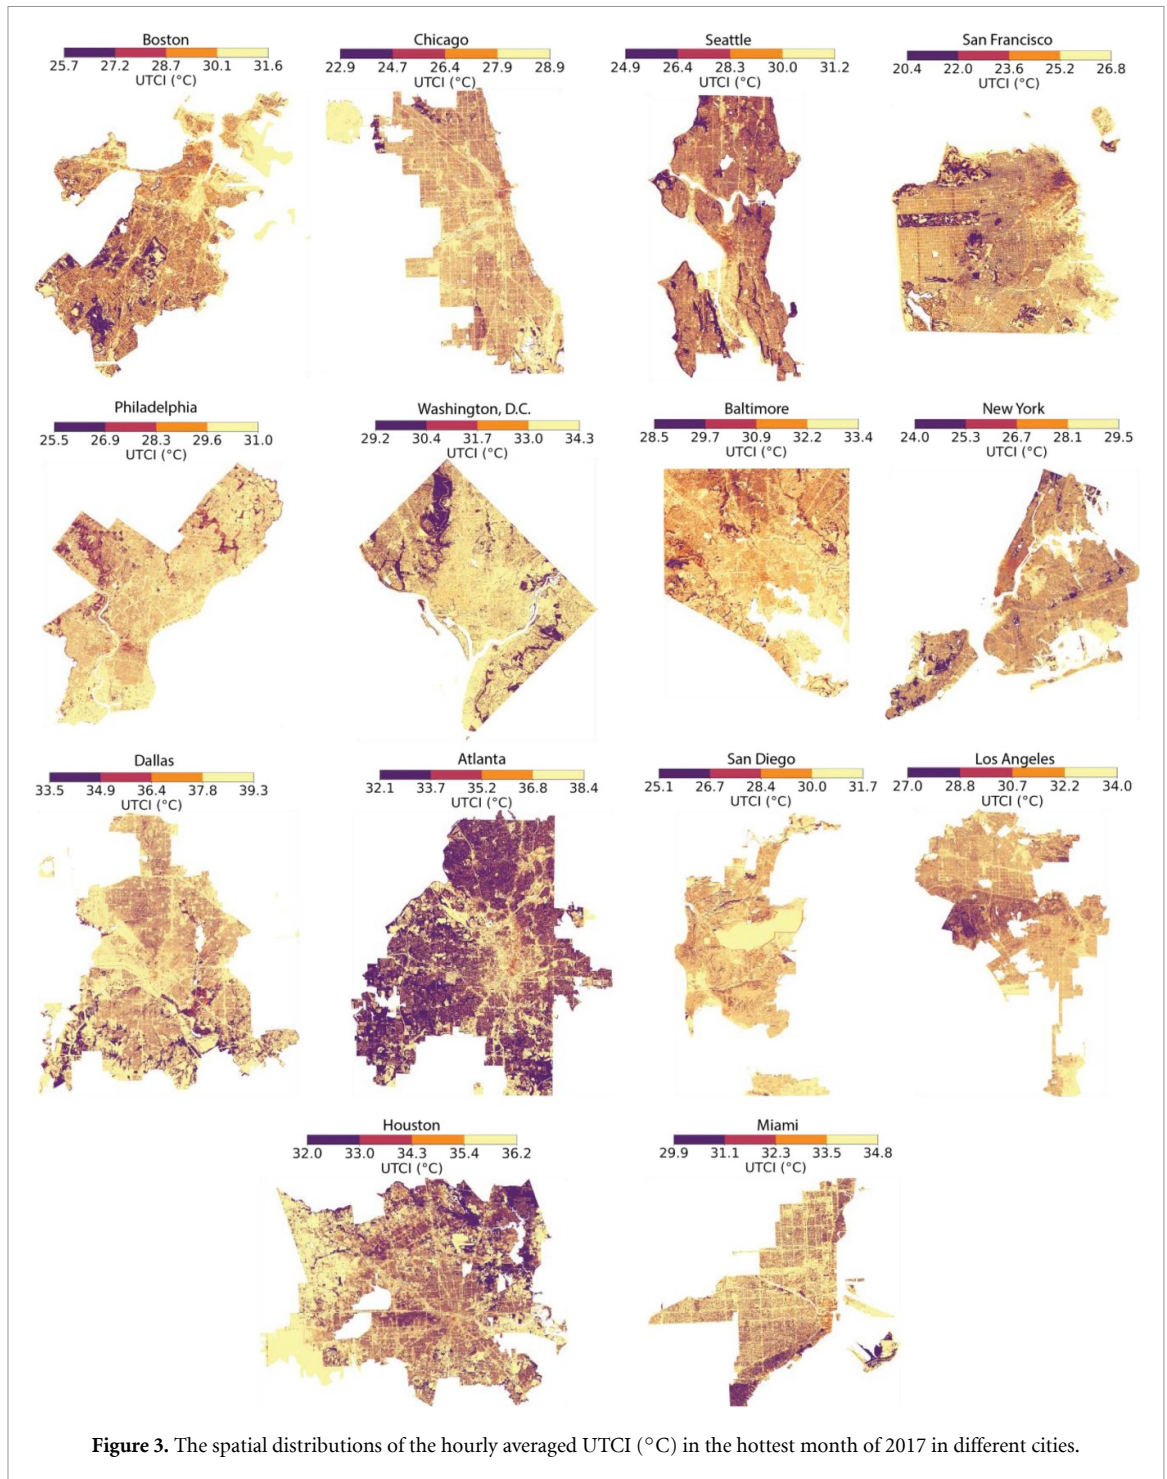 Boston
25.7 27.2 28.7 30.1 31.6
UTCI (°C)
Chicago
22.9 24.7 26.4 27.9 28.9
UTCI (°C)
Seattle
24.9 26.4 28.3 30.0 31.2
UTCI (°C)
San Francisco
20.4 22.0 23.6 25.2 26.8
UTCI (°C)
Philadelphia
25.5 26.9 28.3 29.6 31.0
UTCI (°C)
Washington, D.C.
29.2 30.4 31.7 33.0 34.3
UTCI (°C)
Baltimore
28.5 29.7 30.9 32.2 33.4
UTCI (°C)
New York
24.0 25.3 26.7 28.1 29.5
UTCI (°C)
Dallas
33.5 34.9 36.4 37.8 39.3
UTCI (°C)
Atlanta
32.1 33.7 35.2 36.8 38.4
UTCI (°C)
San Diego
25.1 26.7 28.4 30.0 31.7
UTCI (°C)
Los Angeles
27.0 28.8 30.7 32.2 34.0
UTCI (°C)
Houston
32.0 33.0 34.3 35.4 36.2
UTCI (°C)
Miami
29.9 31.1 32.3 33.5 34.8
UTCI (°C)
Figure 3. The spatial distributions of the hourly averaged UTCI (°C) in the hottest month of 2017 in different cities.